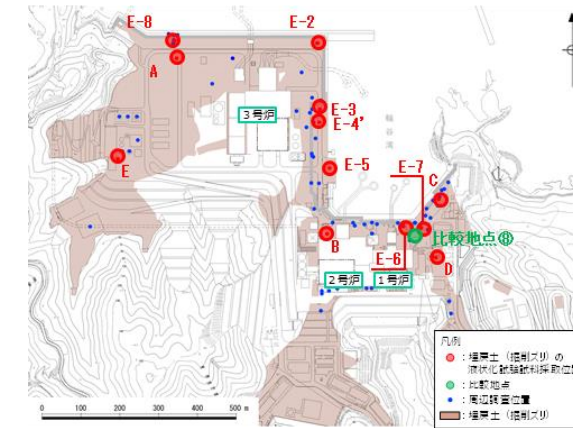 E-8
E-2
A
3号炉
E-3
E-4'
輪谷湾
E
E-5
E-7
C
B
比較地点⑧
E-6
D
2号炉
1号炉
凡例
：埋戻土（掘削ズリ）の
液状化試験試料採取位置
：比較地点
：周辺調査位置
：埋戻土（掘削ズリ）
0 100 200 300 400 500 m